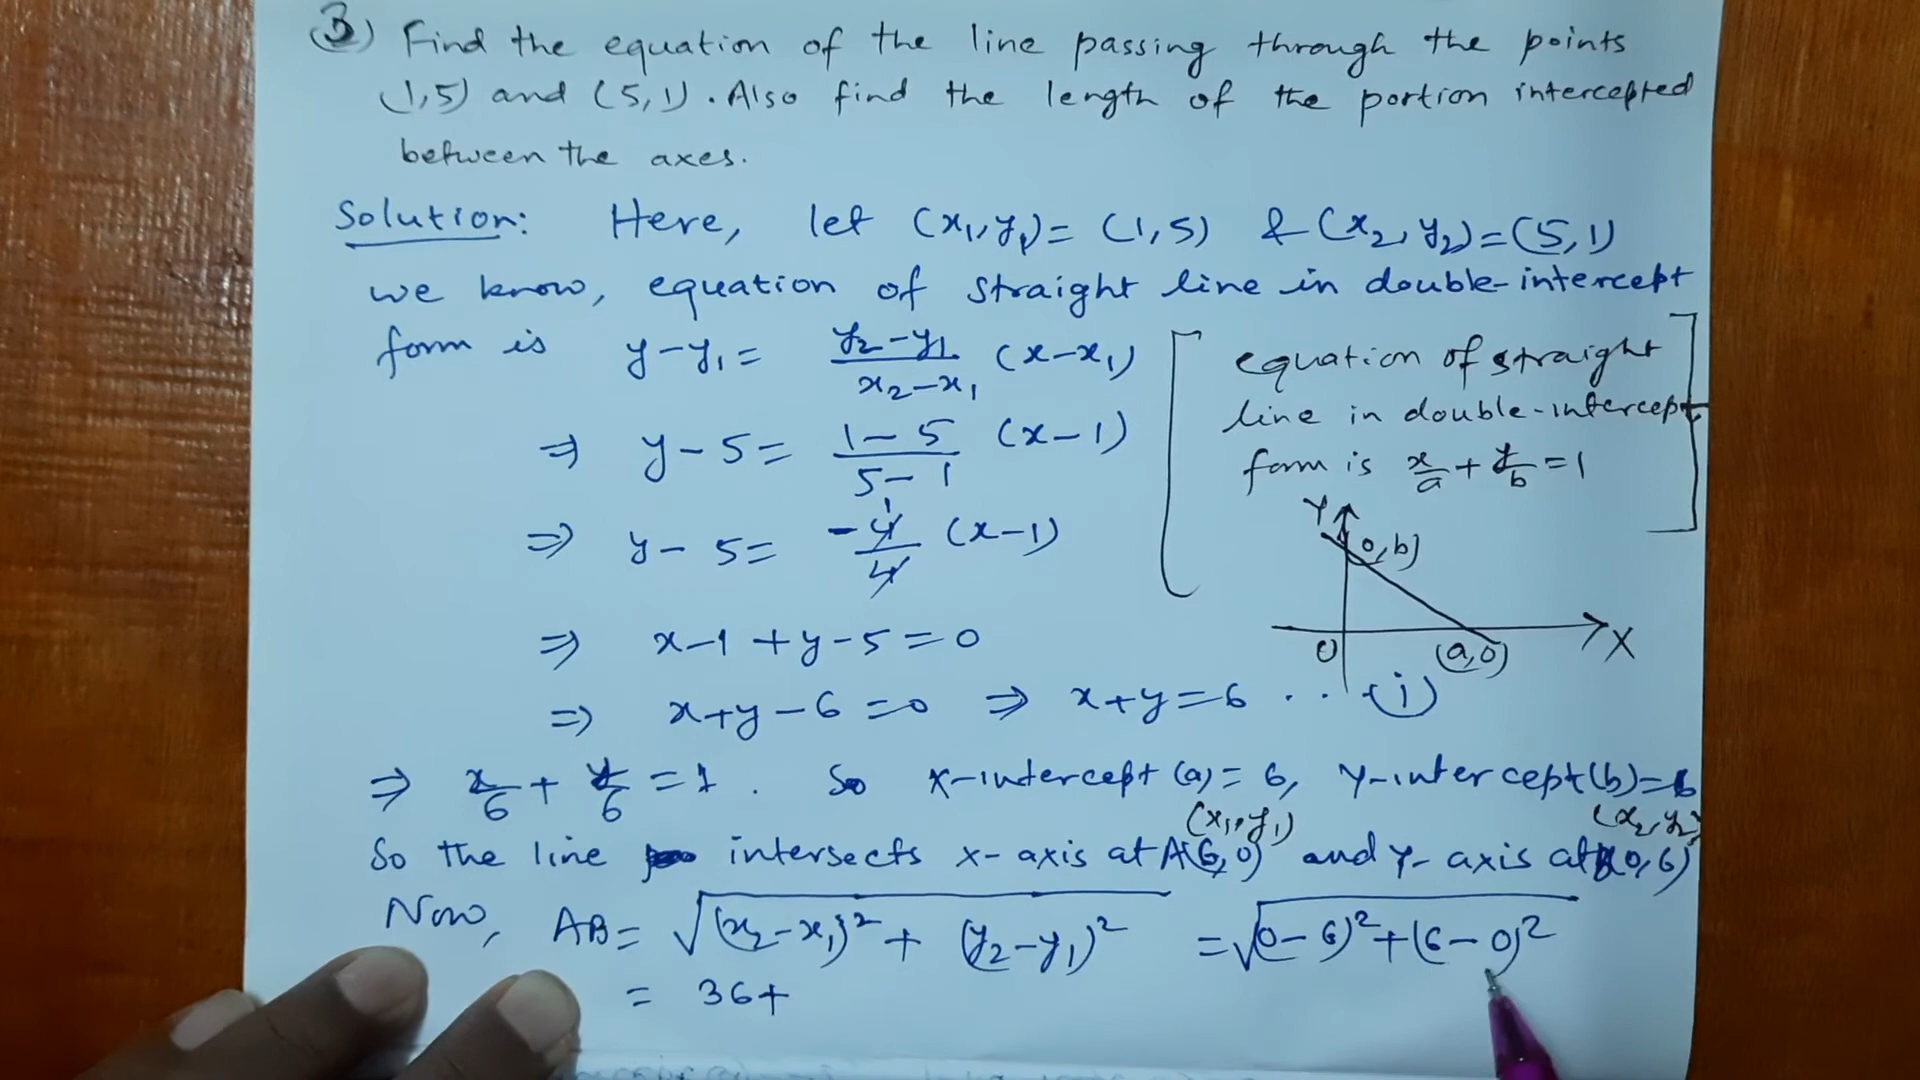 3) Find the equation of the line passing through the points
(1,5) and (5,1). Also find the length of the portion intercepted
between the axes.
Solution: Here, let (x₁,y₁)= (1,5) & (x₂,y₂)=(5,1)
we know, equation of straight line in double-intercept
form is y-y₁= y₂-y₁/x₂-x₁ (x-x₁)
⇒ y-5= 1-5/5-1 (x-1)
⇒ y-5= -4/4 (x-1)
1
⇒ x-1+y-5=0
⇒ x+y-6=0 ⇒ x+y=6 ... (i)
[equation of straight
line in double-intercept
form is x/a + y/b = 1]
Y
(0,b)
O
(a,0)
X
⇒ x/6 + y/6 = 1. So x-intercept (a)= 6, Y-intercept(b)=6
(x₁,y₁) (x₂,y₂)
So the line intersects x-axis at A(6,0) and Y-axis at (0,6)
Now, AB= √(x₂-x₁)²+ (y₂-y₁)² =√(0-6)²+(6-0)²
= 36+